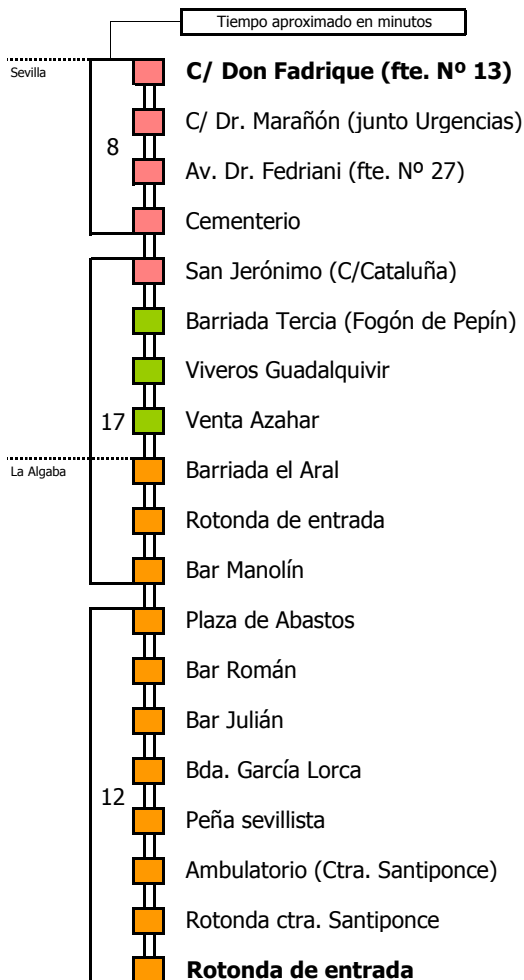 Tiempo aproximado en minutos
Sevilla
C/ Don Fadrique (fte. Nº 13)
C/ Dr. Marañón (junto Urgencias)
8
Av. Dr. Fedriani (fte. Nº 27)
Cementerio
San Jerónimo (C/Cataluña)
Barriada Tercia (Fogón de Pepín)
Viveros Guadalquivir
17
Venta Azahar
La Algaba
Barriada el Aral
Rotonda de entrada
Bar Manolín
Plaza de Abastos
Bar Román
Bar Julián
Bda. García Lorca
12
Peña sevillista
Ambulatorio (Ctra. Santiponce)
Rotonda ctra. Santiponce
Rotonda de entrada